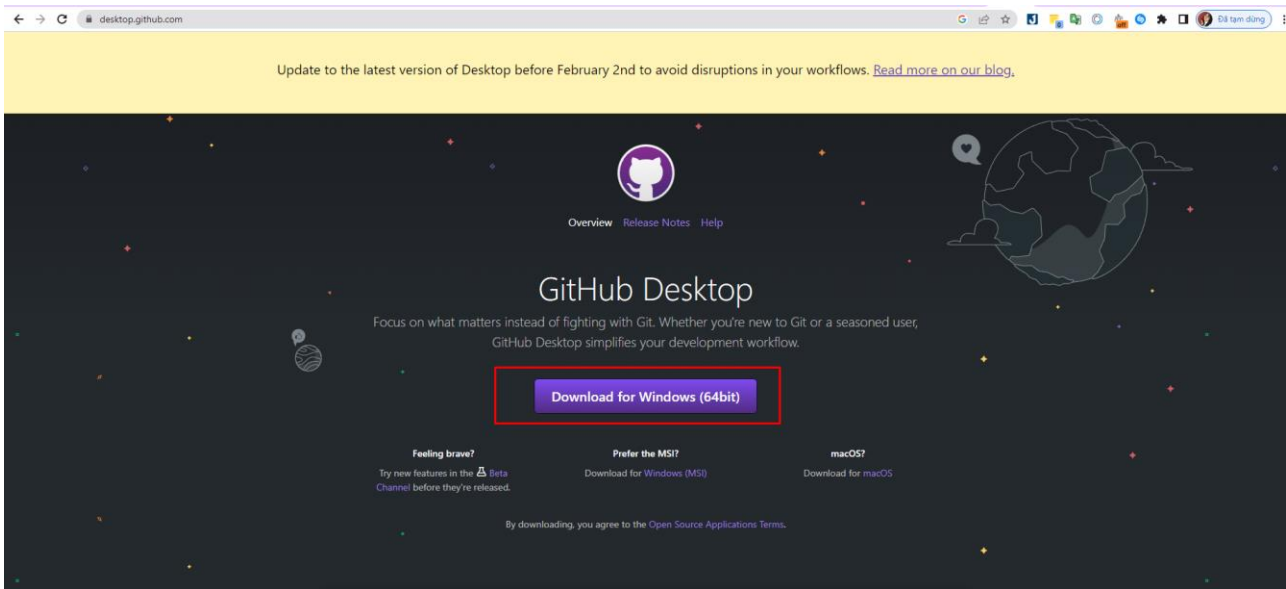 desktop.github.com
Đã tạm dừng
Update to the latest version of Desktop before February 2nd to avoid disruptions in your workflows. Read more on our blog.
Overview Release Notes Help
GitHub Desktop
Focus on what matters instead of fighting with Git. Whether you're new to Git or a seasoned user,
GitHub Desktop simplifies your development workflow.
Download for Windows (64bit)
Feeling brave?
Try new features in the Beta
Channel before they're released.
Prefer the MSI?
Download for Windows (MSI)
macOS?
Download for macOS
By downloading, you agree to the Open Source Applications Terms.